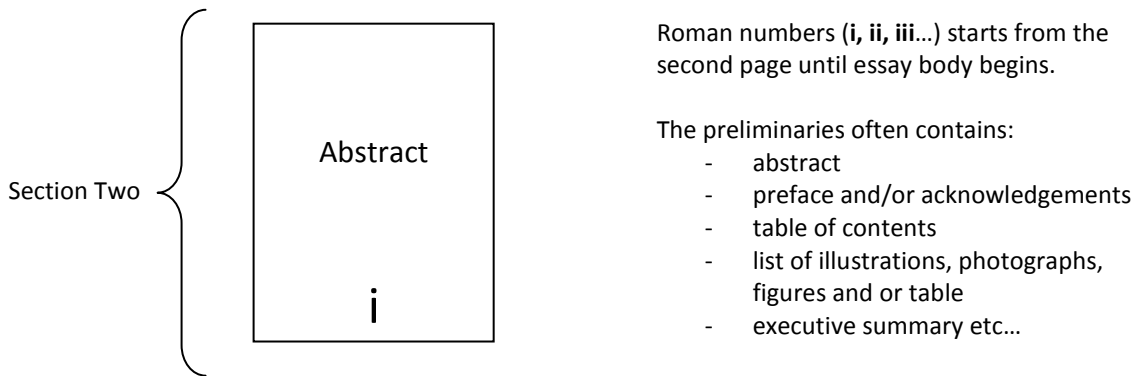 Section Two
Abstract
i
Roman numbers (i, ii, iii…) starts from the
second page until essay body begins.
The preliminaries often contains:
- abstract
- preface and/or acknowledgements
- table of contents
- list of illustrations, photographs,
figures and or table
- executive summary etc…